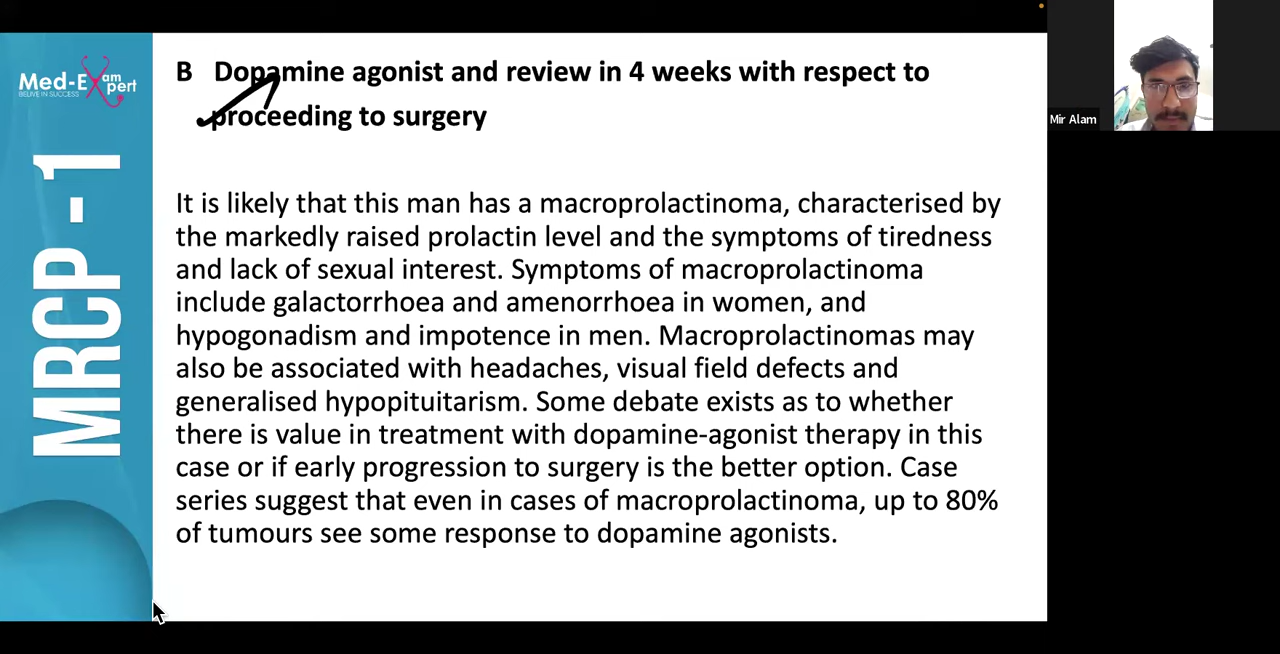 Med-Expert
BELIVE IN SUCCESS
MRCP -1
B Dopamine agonist and review in 4 weeks with respect to
proceeding to surgery
It is likely that this man has a macroprolactinoma, characterised by
the markedly raised prolactin level and the symptoms of tiredness
and lack of sexual interest. Symptoms of macroprolactinoma
include galactorrhoea and amenorrhoea in women, and
hypogonadism and impotence in men. Macroprolactinomas may
also be associated with headaches, visual field defects and
generalised hypopituitarism. Some debate exists as to whether
there is value in treatment with dopamine-agonist therapy in this
case or if early progression to surgery is the better option. Case
series suggest that even in cases of macroprolactinoma, up to 80%
of tumours see some response to dopamine agonists.
Mir Alam